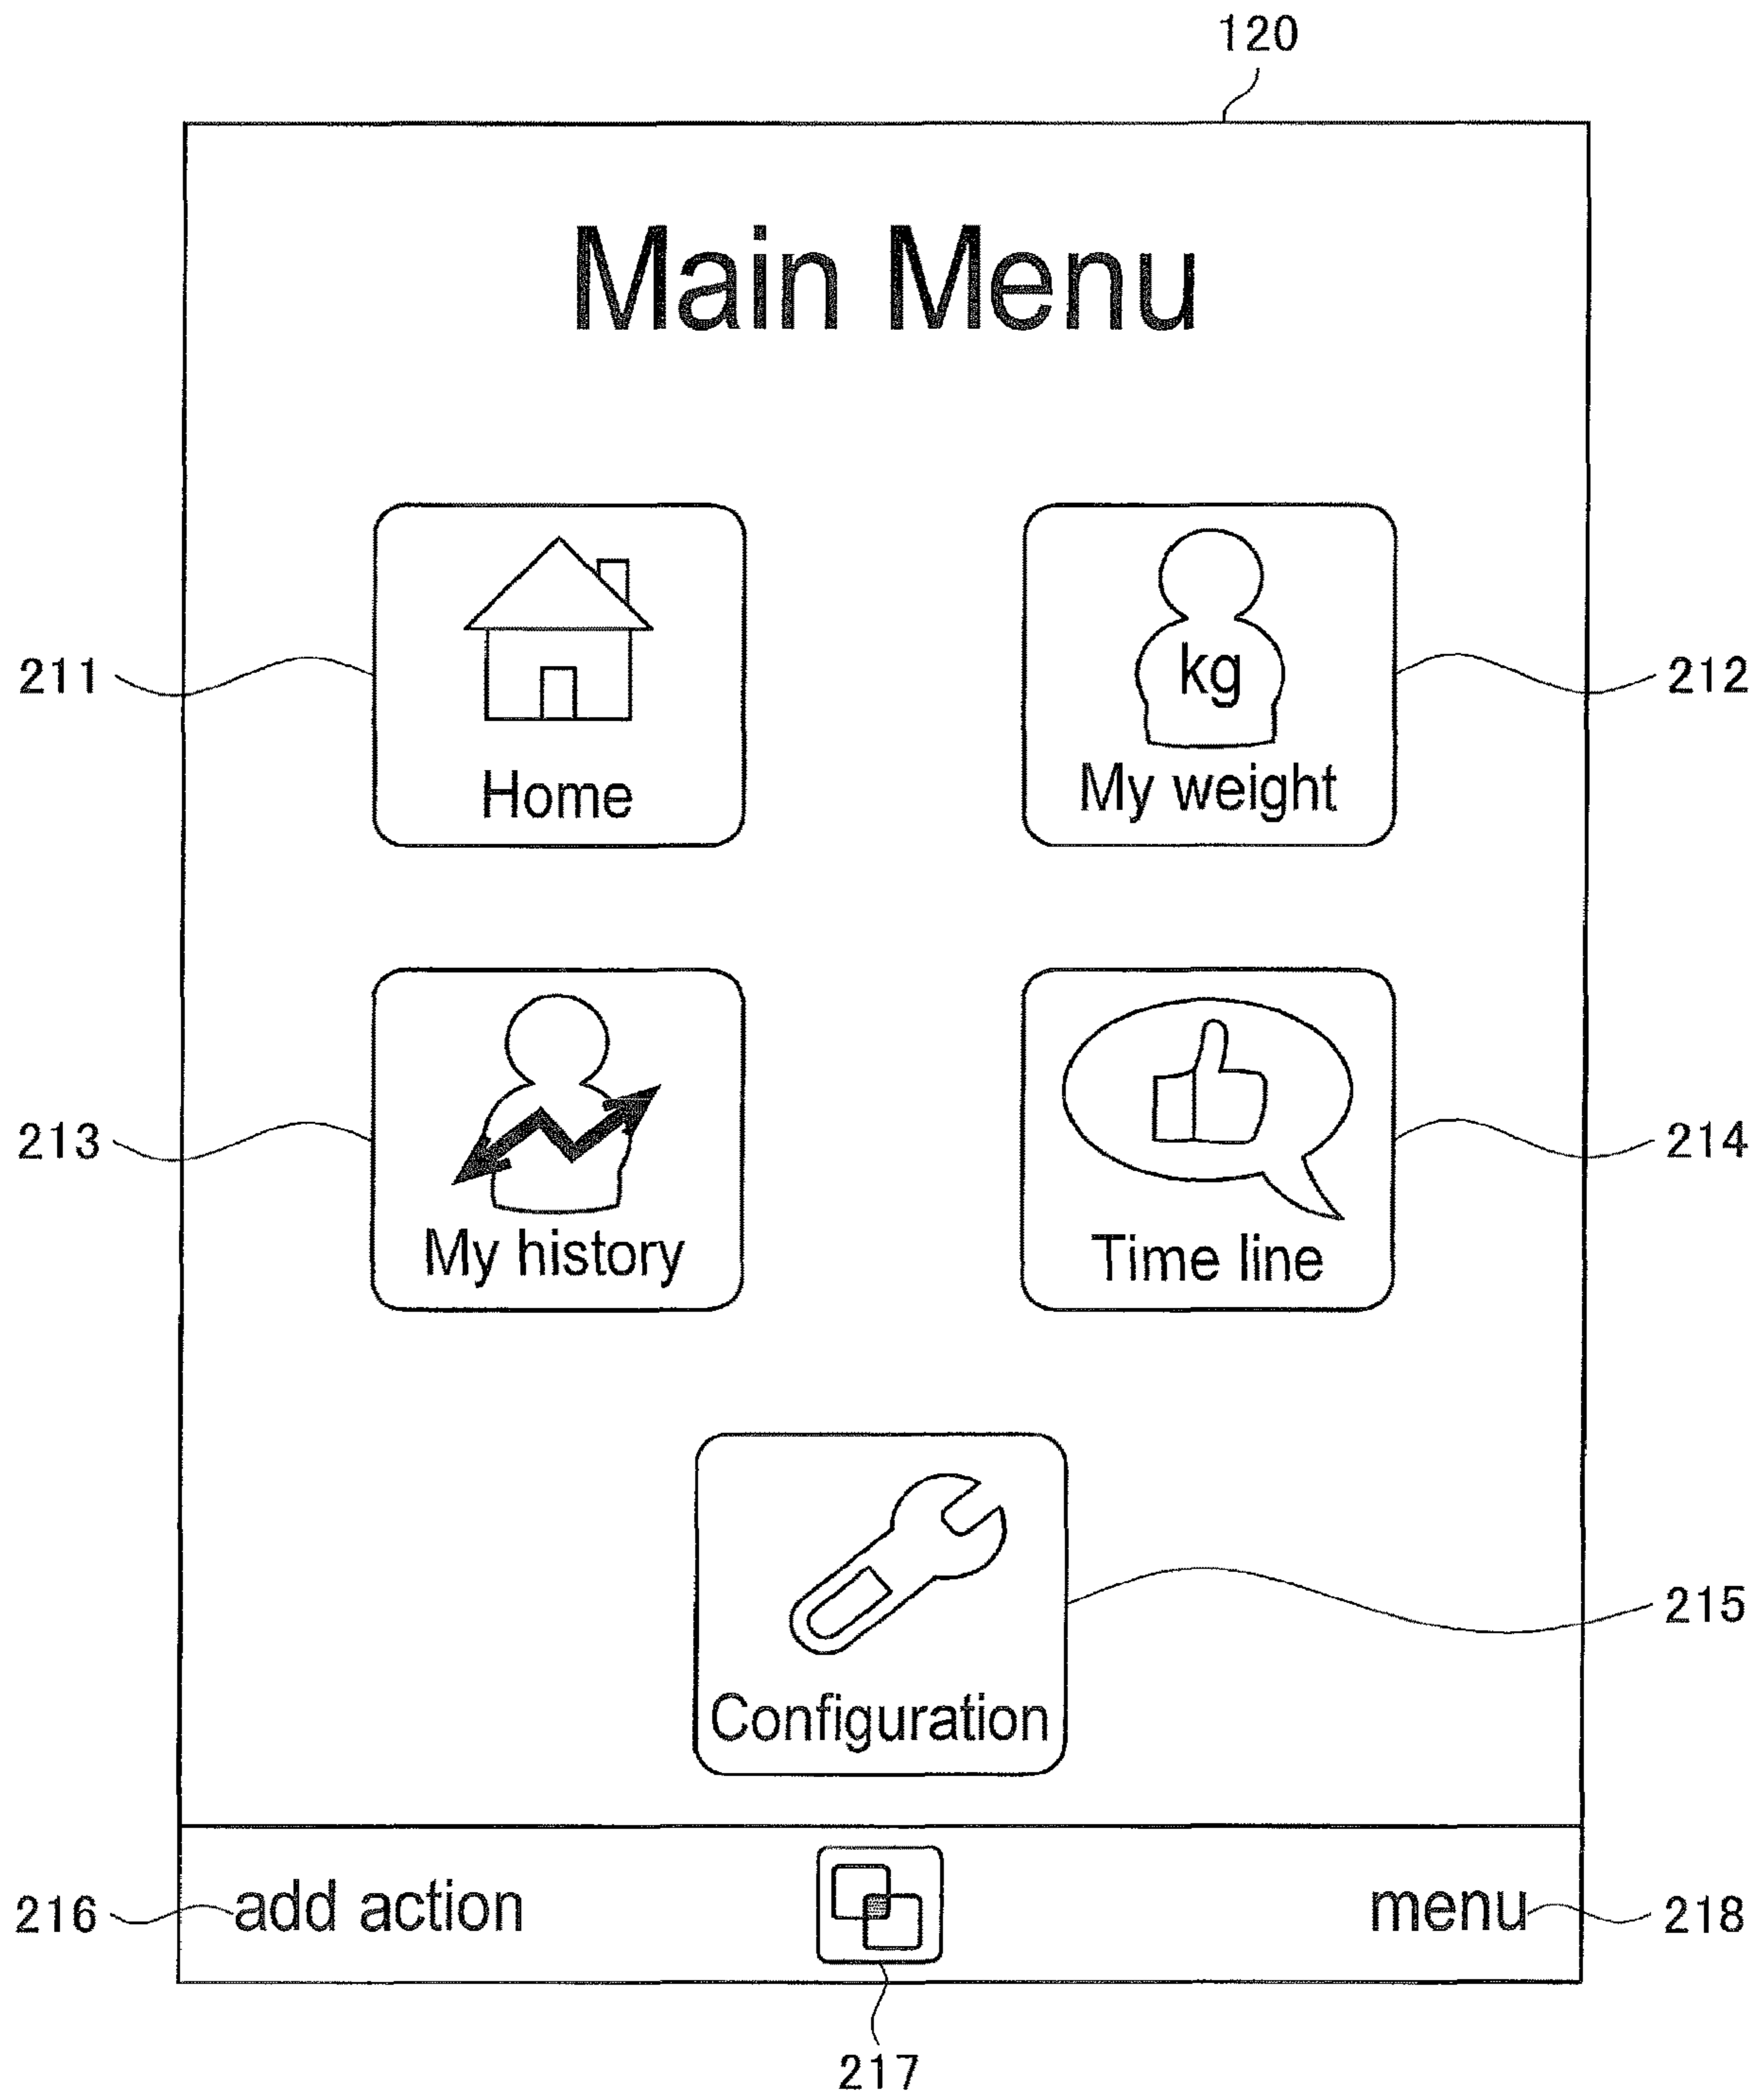 120
Main Menu
kg
211
212
Home
My weight
213
214
My history
Time line
215
Configuration
216
add action
menu
218
217